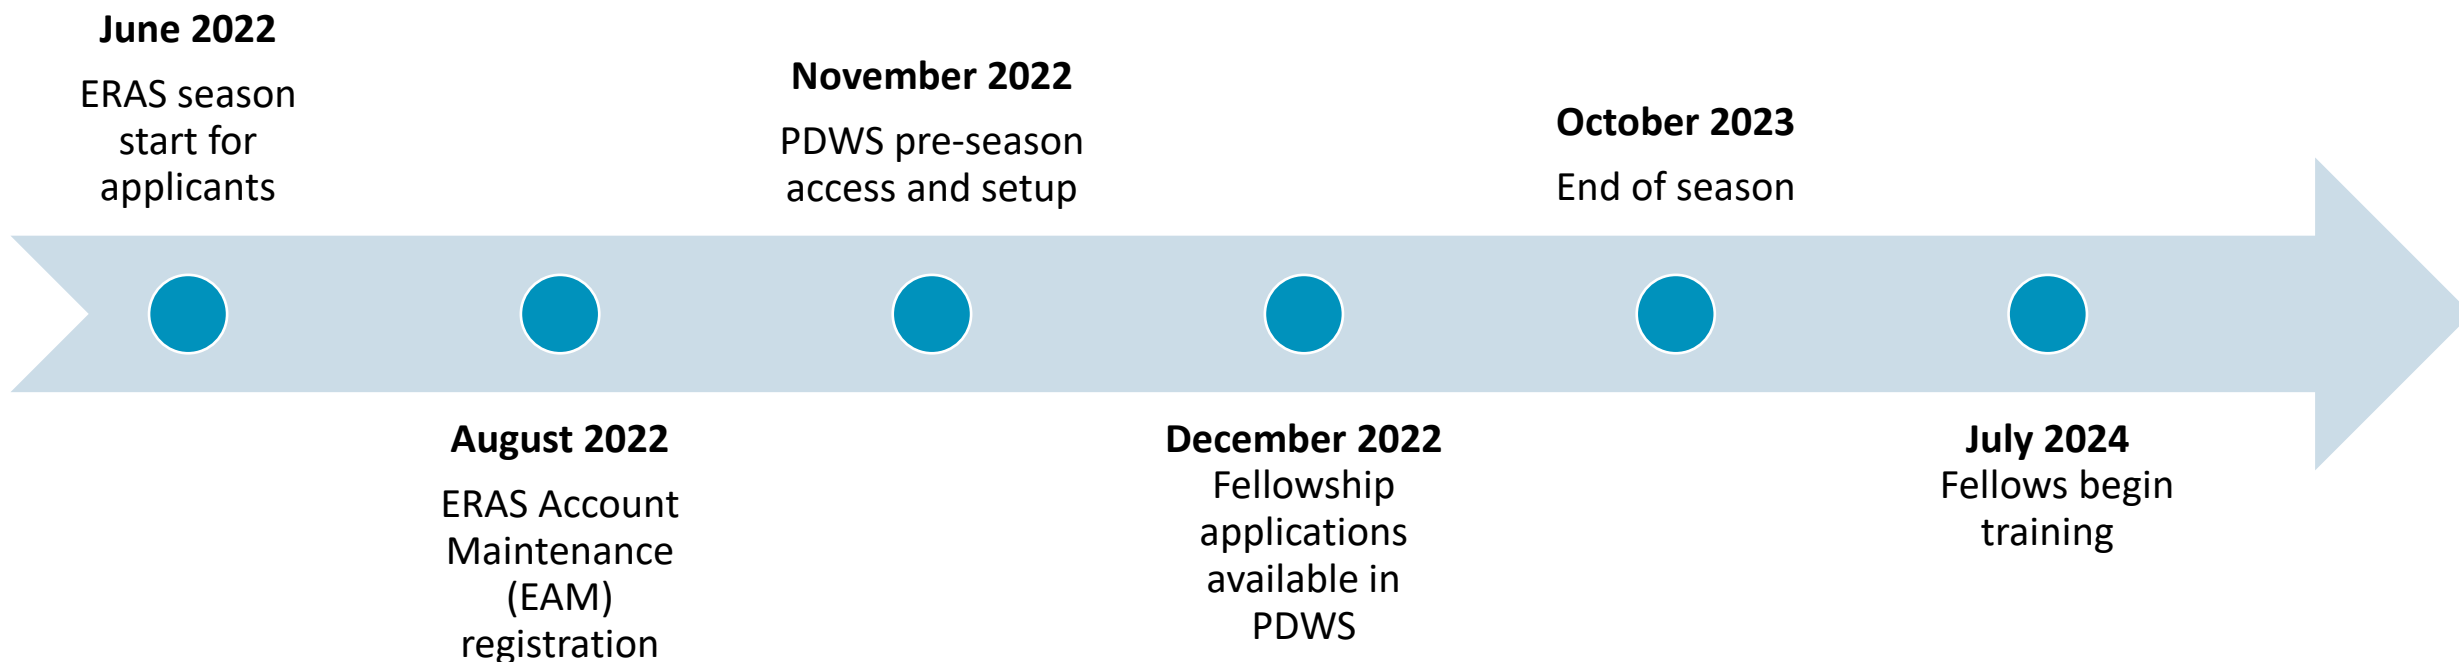 June 2022
ERAS season
start for
applicants
August 2022
ERAS Account
Maintenance
(EAM)
registration
November 2022
PDWS pre-season
access and setup
December 2022
Fellowship
applications
available in
PDWS
October 2023
End of season
July 2024
Fellows begin
training